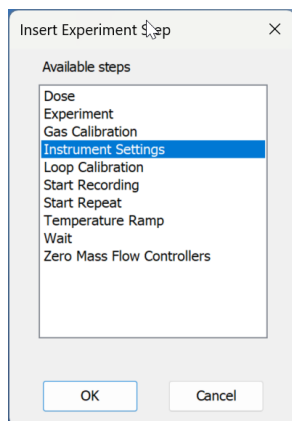 Insert Experiment Step
Available steps
Dose
Experiment
Gas Calibration
Instrument Settings
Loop Calibration
Start Recording
Start Repeat
Temperature Ramp
Wait
Zero Mass Flow Controllers
OK
Cancel